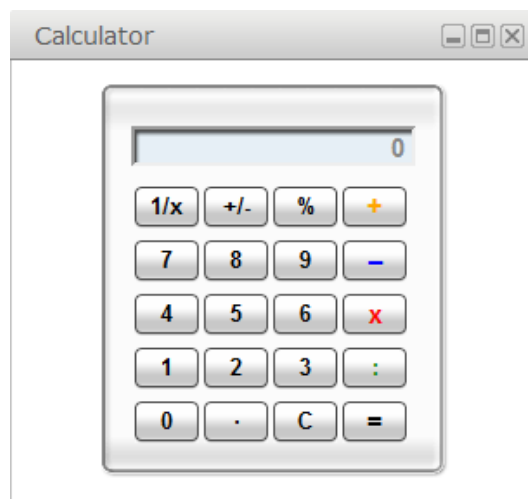 Calculator
0
1/x +/- % +
7 8 9 –
4 5 6 x
1 2 3 :
0 . C =